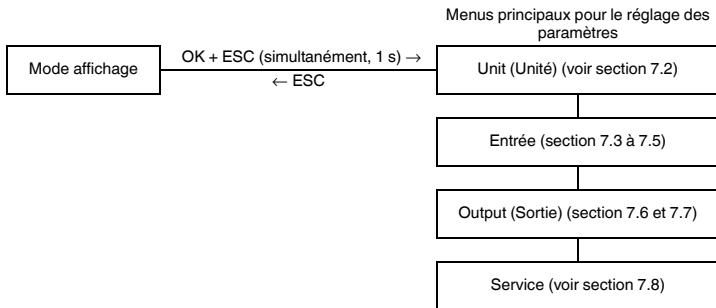 Menus principaux pour le réglage des
paramètres
Mode affichage
OK + ESC (simultanément, 1 s) →
← ESC
Unit (Unité) (voir section 7.2)
Entrée (section 7.3 à 7.5)
Output (Sortie) (section 7.6 et 7.7)
Service (voir section 7.8)